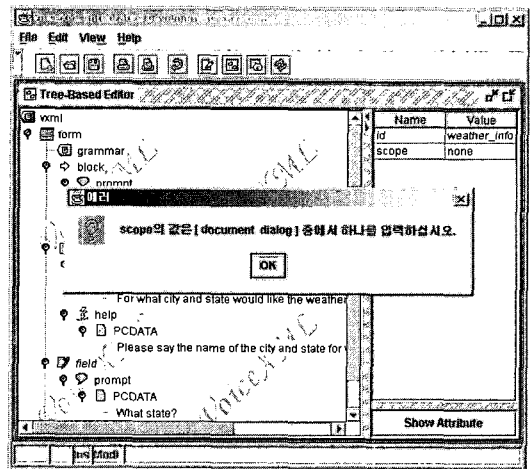 File Edit View Help
Tree-Based Editor
vxml
form
grammar
block
prompt
Name Value
id weather_info
scope none
에러
scope의 값은 [ document dialog ] 중에서 하나를 입력하십시오.
OK
For what city and state would like the weather
help
PCDATA
Please say the name of the city and state for
field
prompt
PCDATA
What state?
VoiceXML
Show Attribute
Ins Modi